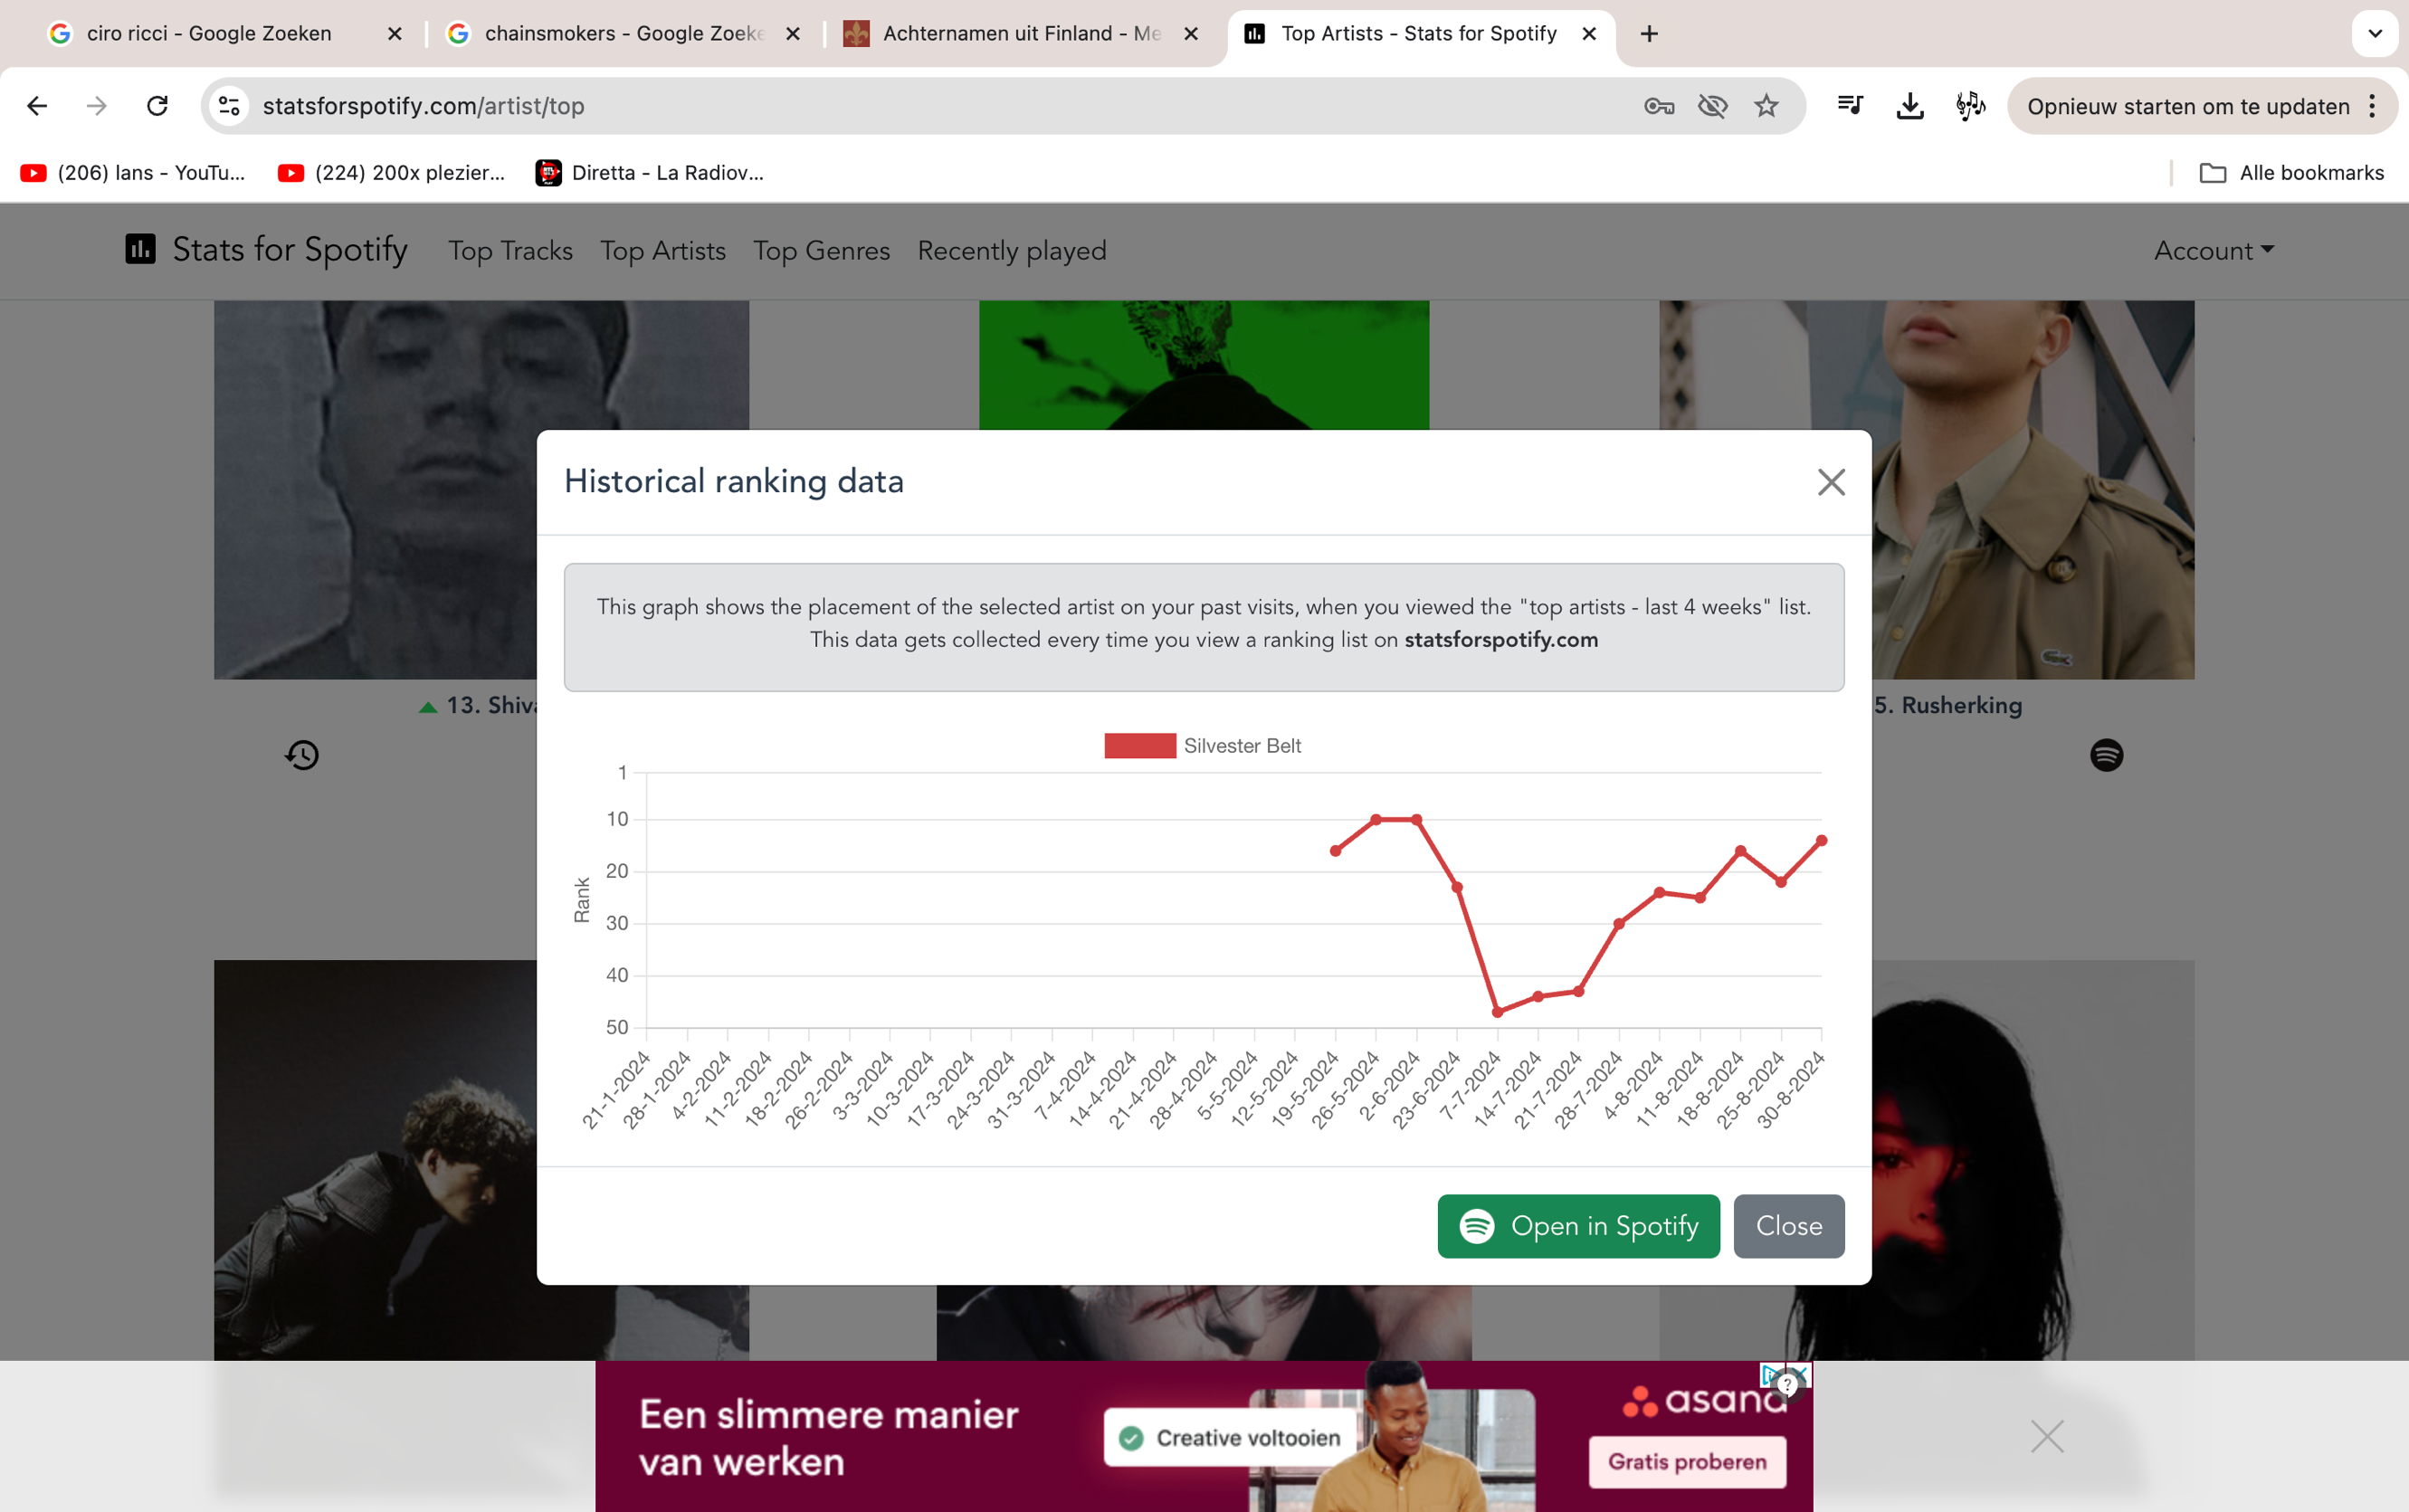 ciro ricci - Google Zoeken
chainsmokers - Google Zoeke
Achternamen uit Finland - Me
Top Artists - Stats for Spotify
statsforspotify.com/artist/top
Opnieuw starten om te updaten
(206) lans - YouTu...
(224) 200x plezier...
Diretta - La Radiov...
Alle bookmarks
Stats for Spotify
Top Tracks
Top Artists
Top Genres
Recently played
Account
Historical ranking data
This graph shows the placement of the selected artist on your past visits, when you viewed the "top artists - last 4 weeks" list.
This data gets collected every time you view a ranking list on statsforspotify.com
13. Shiva
5. Rusherking
Silvester Belt
Rank
1
10
20
30
40
50
21-1-2024
28-1-2024
4-2-2024
11-2-2024
18-2-2024
26-2-2024
3-3-2024
10-3-2024
17-3-2024
24-3-2024
31-3-2024
7-4-2024
14-4-2024
21-4-2024
28-4-2024
5-5-2024
12-5-2024
19-5-2024
26-5-2024
2-6-2024
23-6-2024
7-7-2024
14-7-2024
21-7-2024
28-7-2024
4-8-2024
11-8-2024
18-8-2024
25-8-2024
30-8-2024
Open in Spotify
Close
Een slimmere manier
van werken
Creative voltooien
asana
Gratis proberen